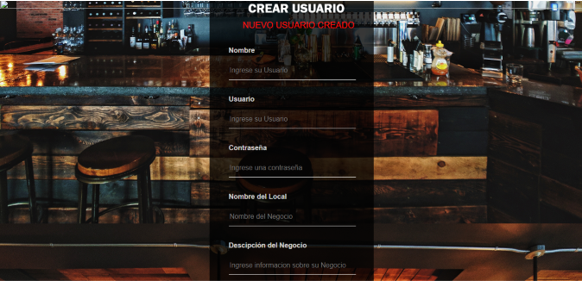 CREAR USUARIO
NUEVO USUARIO CREADO
Nombre
Ingrese su Usuario
Usuario
Ingrese su Usuario
Contraseña
Ingrese una contraseña
Nombre del Local
Nombre del Negocio
Descipción del Negocio
Ingrese informacion sobre su Negocio